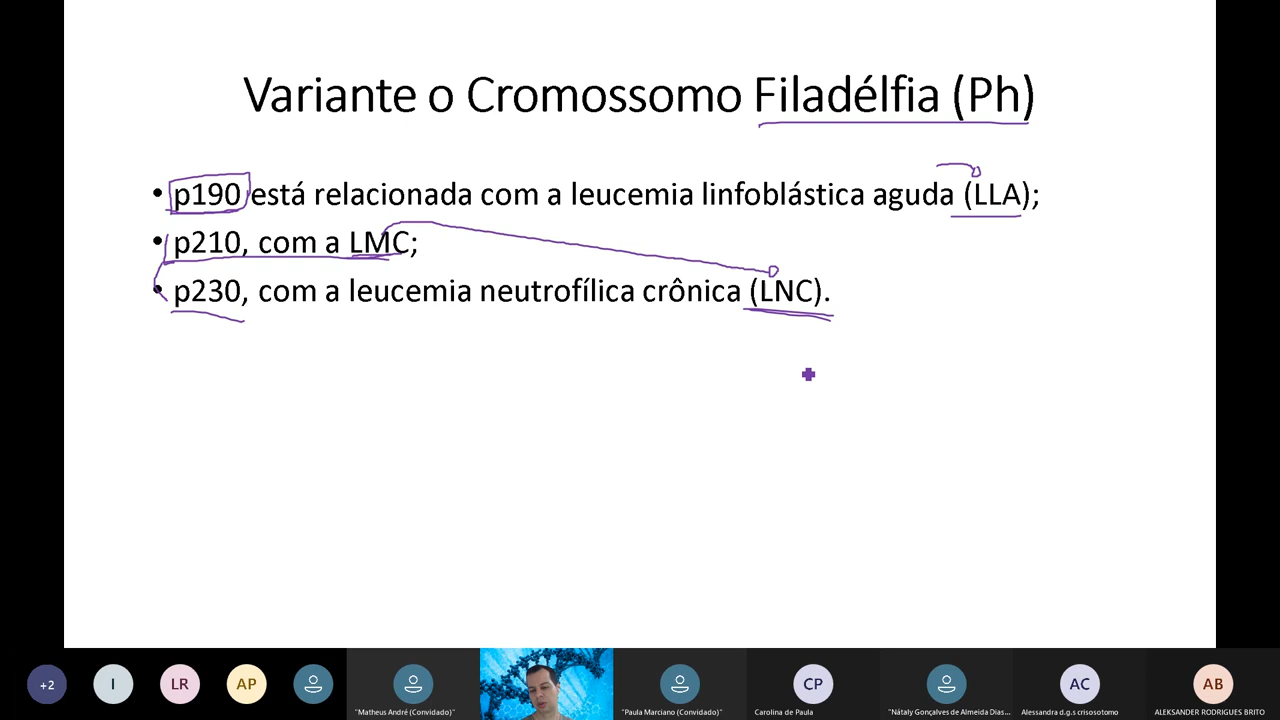 Variante o Cromossomo Filadélfia (Ph)
• p190 está relacionada com a leucemia linfoblástica aguda (LLA);
• p210, com a LMC;
• p230, com a leucemia neutrofílica crônica (LNC).
+2
I
LR
AP
CP
AC
AB
"Matheus André (Convidado)"
"Paula Marciano (Convidado)"
Carolina de Paula
"Nátaly Gonçalves de Almeida Dias...
Alessandra d.g.s crisosotomo
ALEKSANDER RODRIGUES BRITO